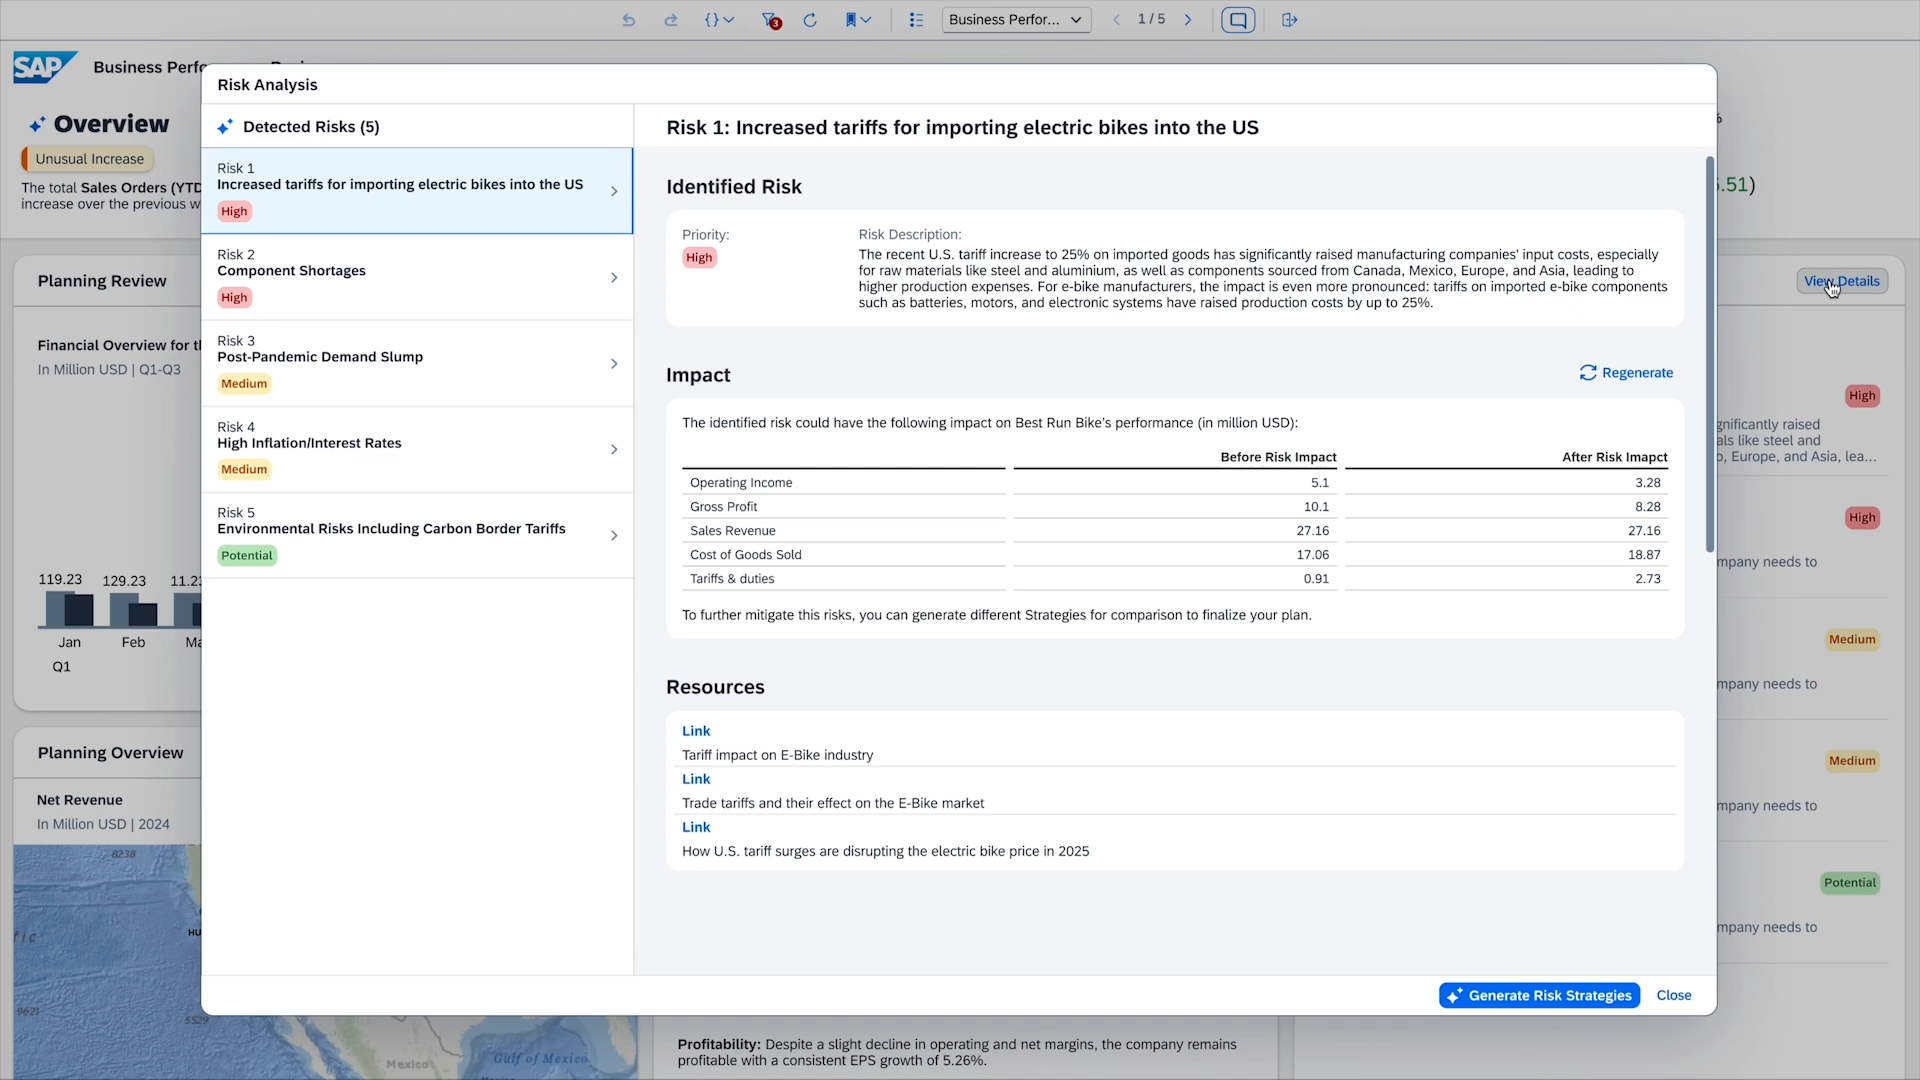 3
Business Perfor...
1 / 5
SAP
Business Perfo
Overview
Unusual Increase
The total Sales Orders (YTD
increase over the previous w
.51)
Planning Review
Financial Overview for t
In Million USD | Q1-Q3
119.23 129.23 11.23
Jan Feb Ma
Q1
Planning Overview
Net Revenue
In Million USD | 2024
8238
fic
HU
9621
5529
Mexico
Gulf of Mexico
Risk Analysis
Detected Risks (5)
Risk 1
Increased tariffs for importing electric bikes into the US
High
Risk 2
Component Shortages
High
Risk 3
Post-Pandemic Demand Slump
Medium
Risk 4
High Inflation/Interest Rates
Medium
Risk 5
Environmental Risks Including Carbon Border Tariffs
Potential
Risk 1: Increased tariffs for importing electric bikes into the US
Identified Risk
Priority:
High
Risk Description:
The recent U.S. tariff increase to 25% on imported goods has significantly raised manufacturing companies' input costs, especially
for raw materials like steel and aluminium, as well as components sourced from Canada, Mexico, Europe, and Asia, leading to
higher production expenses. For e-bike manufacturers, the impact is even more pronounced: tariffs on imported e-bike components
such as batteries, motors, and electronic systems have raised production costs by up to 25%.
Impact
Regenerate
The identified risk could have the following impact on Best Run Bike's performance (in million USD):
Before Risk Impact After Risk Imapct
Operating Income 5.1 3.28
Gross Profit 10.1 8.28
Sales Revenue 27.16 27.16
Cost of Goods Sold 17.06 18.87
Tariffs & duties 0.91 2.73
To further mitigate this risks, you can generate different Strategies for comparison to finalize your plan.
Resources
Link
Tariff impact on E-Bike industry
Link
Trade tariffs and their effect on the E-Bike market
Link
How U.S. tariff surges are disrupting the electric bike price in 2025
Generate Risk Strategies
Close
View Details
High
gnificantly raised
als like steel and
o, Europe, and Asia, lea...
High
mpany needs to
Medium
mpany needs to
Medium
mpany needs to
Potential
mpany needs to
Profitability: Despite a slight decline in operating and net margins, the company remains
profitable with a consistent EPS growth of 5.26%.